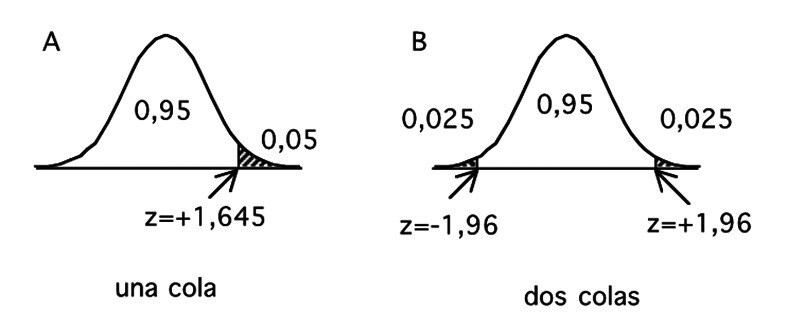 A
0,95
0,05
z=+1,645
una cola
B
0,025
0,95
0,025
z=-1,96
z=+1,96
dos colas